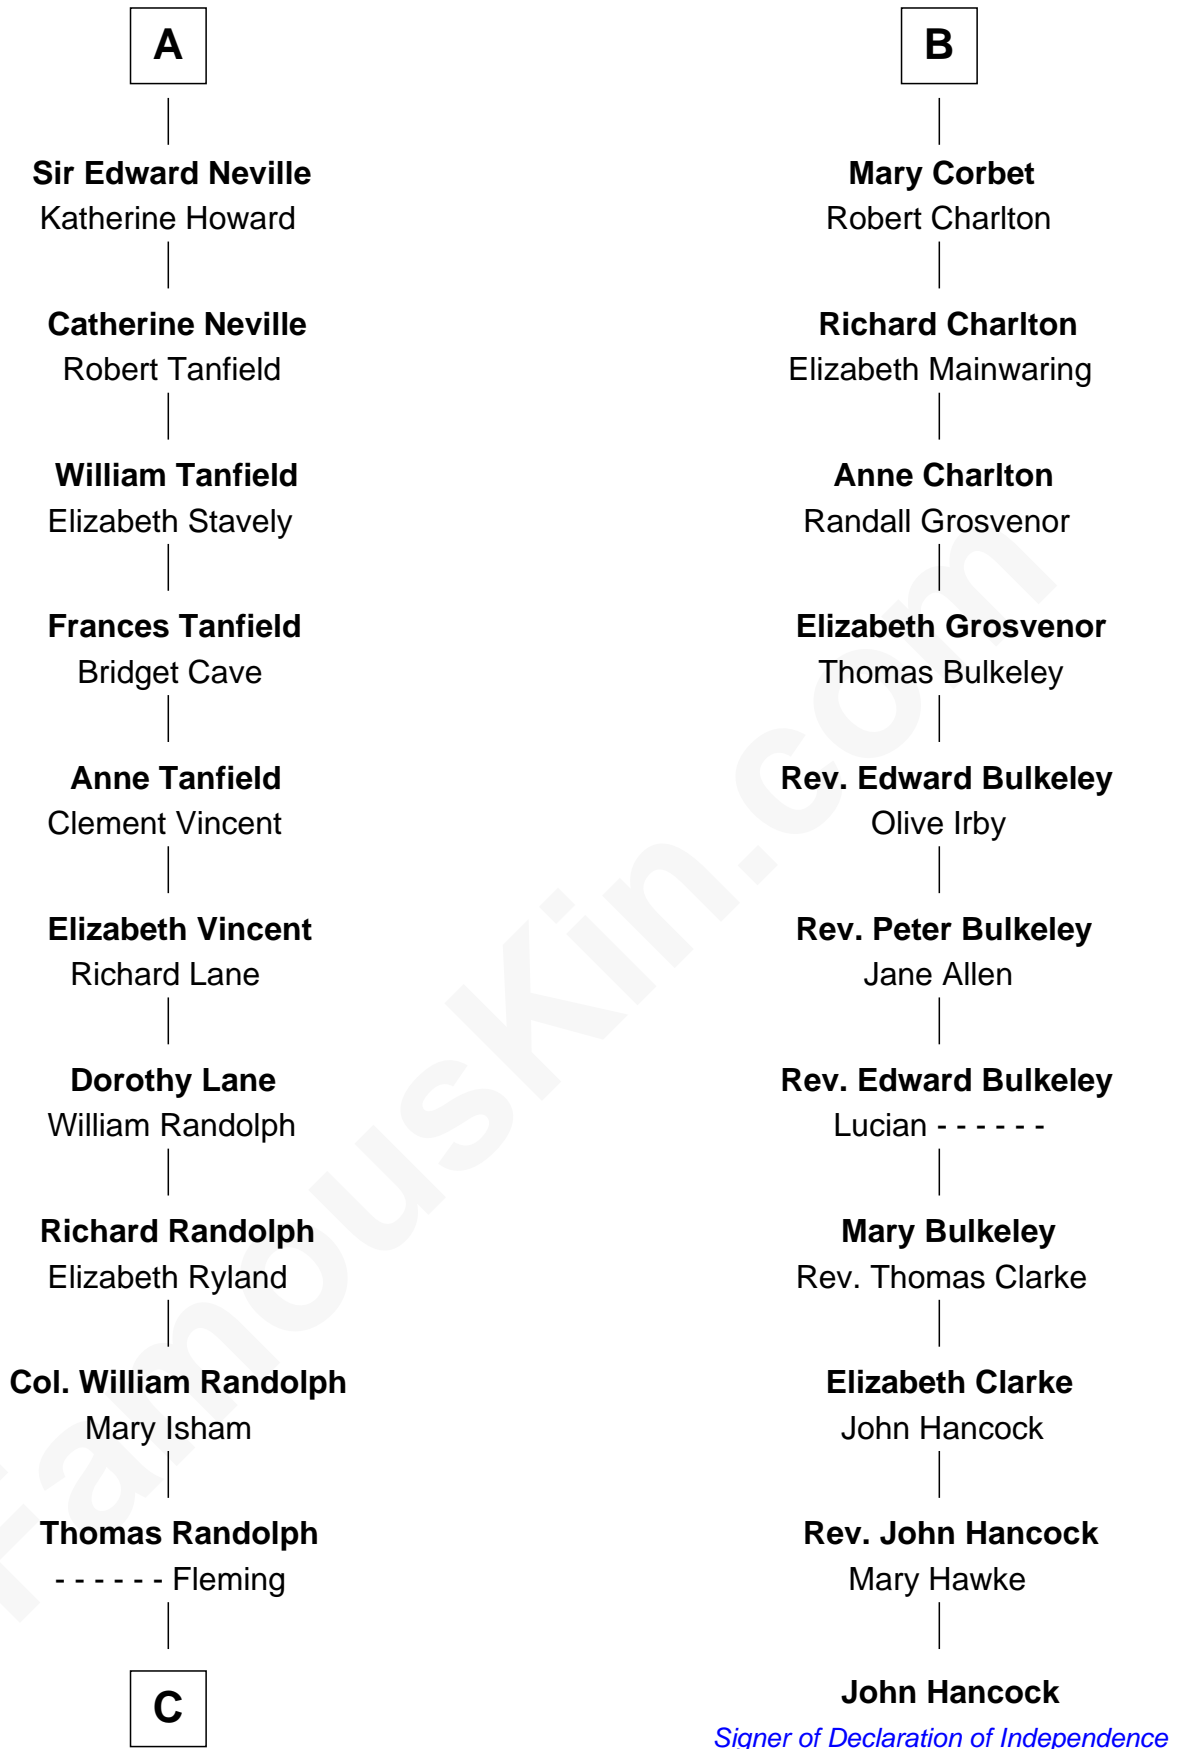 A
Sir Edward Neville
Katherine Howard
Catherine Neville
Robert Tanfield
William Tanfield
Elizabeth Stavely
Frances Tanfield
Bridget Cave
Anne Tanfield
Clement Vincent
Elizabeth Vincent
Richard Lane
Dorothy Lane
William Randolph
Richard Randolph
Elizabeth Ryland
Col. William Randolph
Mary Isham
Thomas Randolph
- - - - - - Fleming
C
B
Mary Corbet
Robert Charlton
Richard Charlton
Elizabeth Mainwaring
Anne Charlton
Randall Grosvenor
Elizabeth Grosvenor
Thomas Bulkeley
Rev. Edward Bulkeley
Olive Irby
Rev. Peter Bulkeley
Jane Allen
Rev. Edward Bulkeley
Lucian - - - - - -
Mary Bulkeley
Rev. Thomas Clarke
Elizabeth Clarke
John Hancock
Rev. John Hancock
Mary Hawke
John Hancock
Signer of Declaration of Independence
FamousKin.com